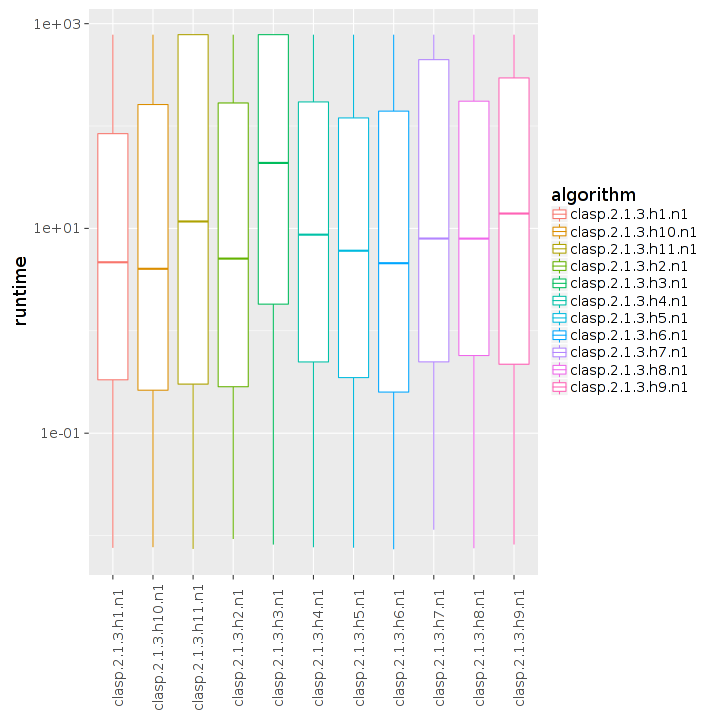 1e+03
1e+01
1e-01
runtime
clasp.2.1.3.h1.n1
clasp.2.1.3.h10.n1
clasp.2.1.3.h11.n1
clasp.2.1.3.h2.n1
clasp.2.1.3.h3.n1
clasp.2.1.3.h4.n1
clasp.2.1.3.h5.n1
clasp.2.1.3.h6.n1
clasp.2.1.3.h7.n1
clasp.2.1.3.h8.n1
clasp.2.1.3.h9.n1
algorithm
clasp.2.1.3.h1.n1
clasp.2.1.3.h10.n1
clasp.2.1.3.h11.n1
clasp.2.1.3.h2.n1
clasp.2.1.3.h3.n1
clasp.2.1.3.h4.n1
clasp.2.1.3.h5.n1
clasp.2.1.3.h6.n1
clasp.2.1.3.h7.n1
clasp.2.1.3.h8.n1
clasp.2.1.3.h9.n1